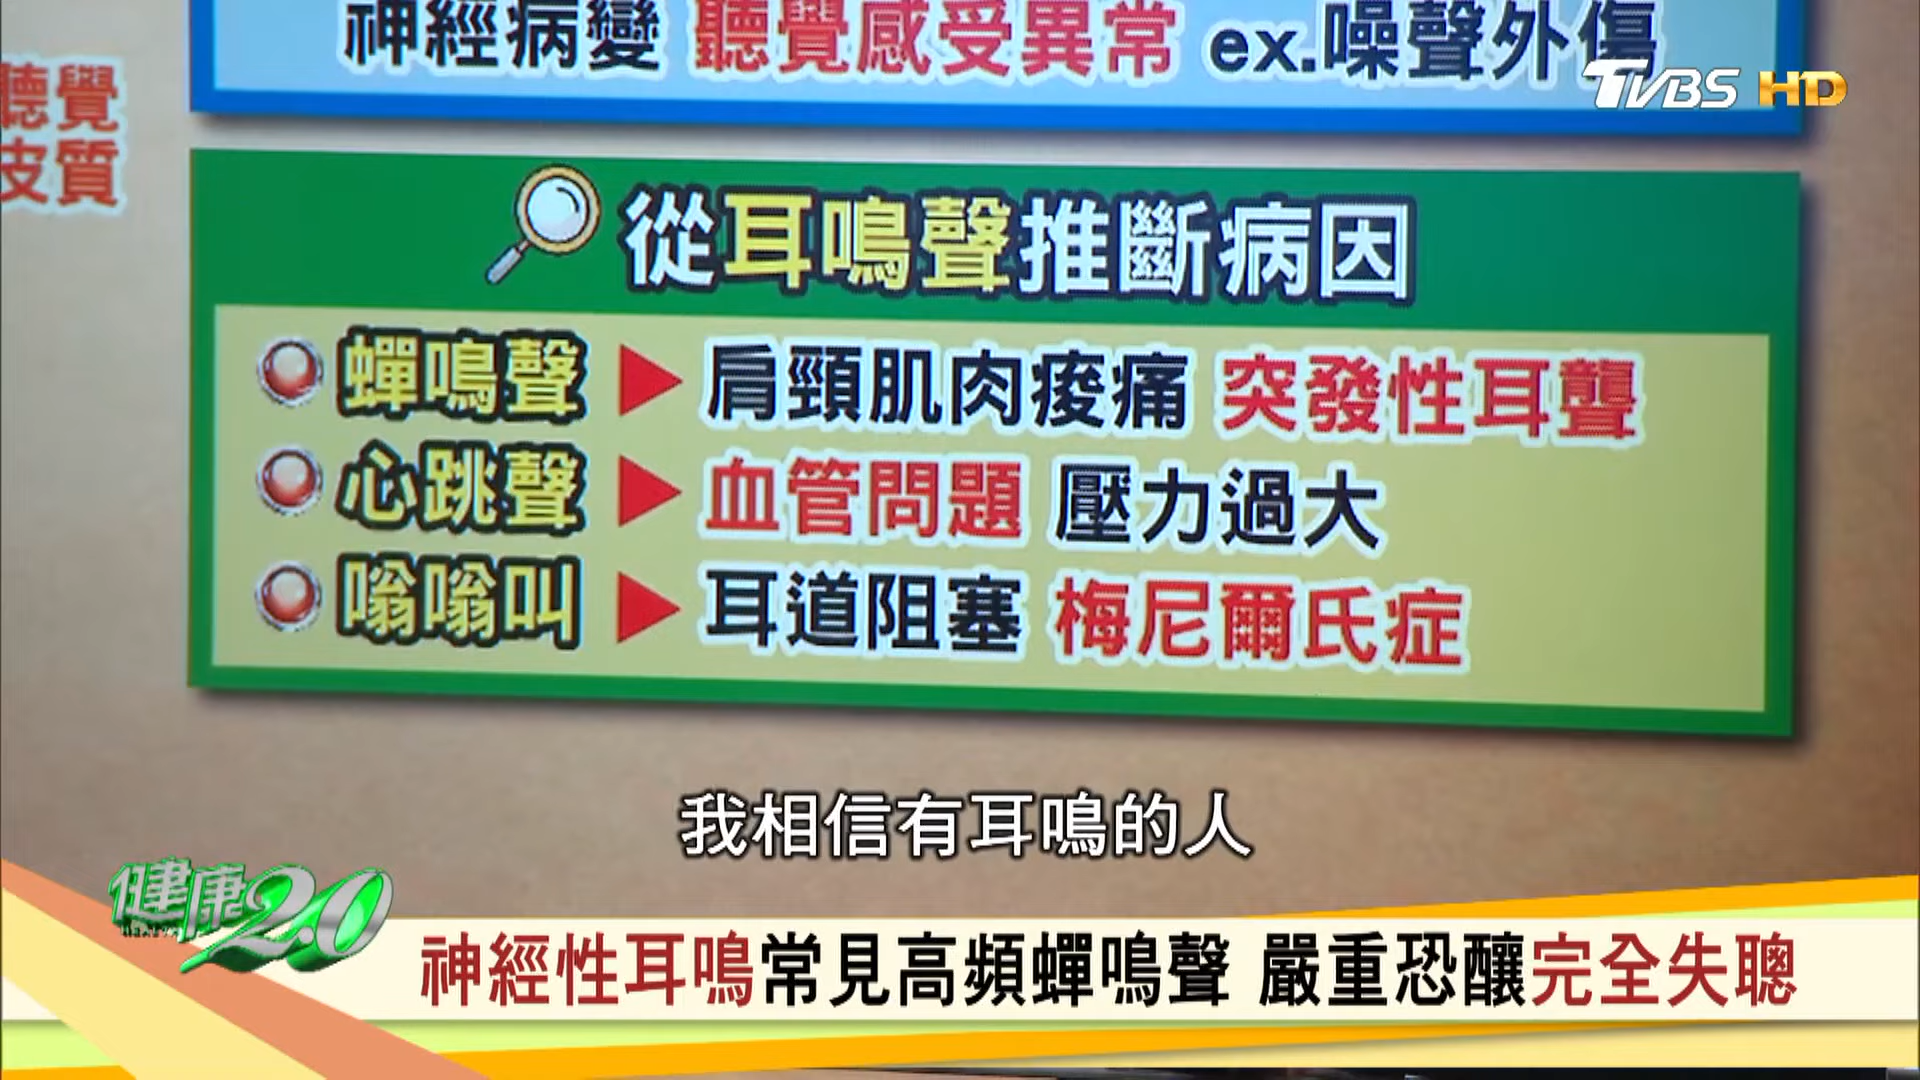 神經病變 聽覺感受異常 ex.噪聲外傷
TVBS HD
聽覺
皮質
從耳鳴聲推斷病因
蟬鳴聲 肩頸肌肉痠痛 突發性耳聾
心跳聲 血管問題 壓力過大
嗡嗡叫 耳道阻塞 梅尼爾氏症
我相信有耳鳴的人
健康2.0
神經性耳鳴常見高頻蟬鳴聲 嚴重恐釀完全失聰